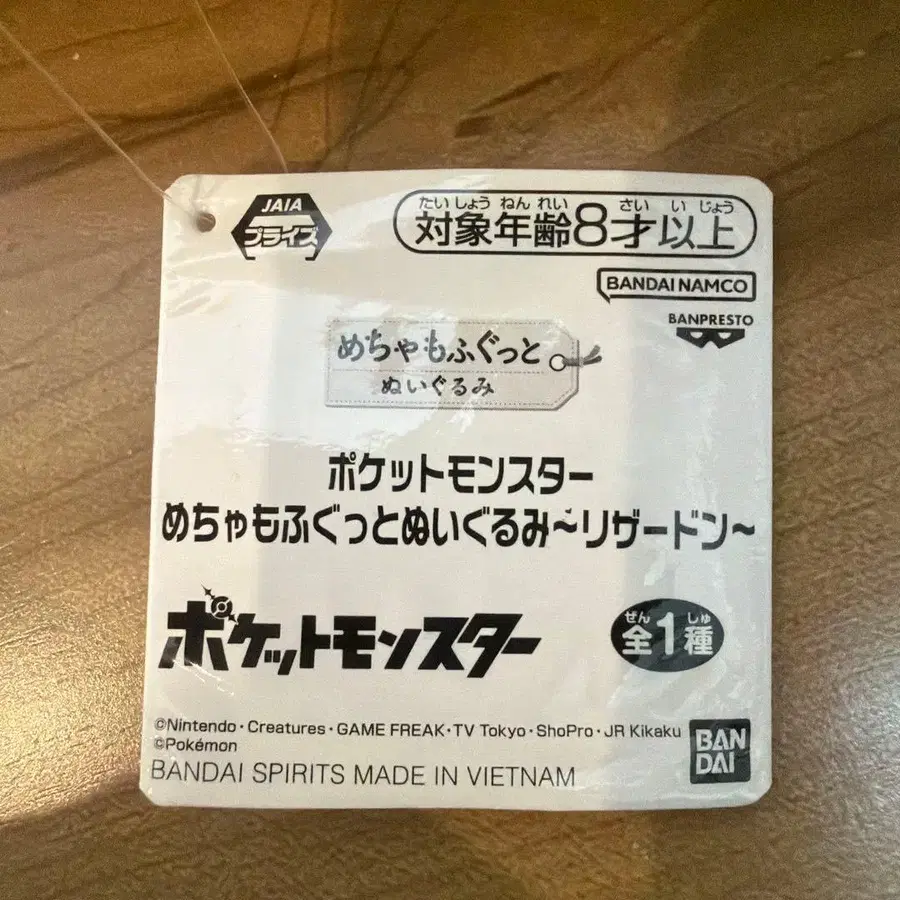 JAIA
プライズ
たいしょう ねん れい さい い じょう
対象年齢8才以上
BANDAI NAMCO
BANPRESTO
めちゃもふぐっと
ぬいぐるみ
ポケットモンスター
めちゃもふぐっとぬいぐるみ~リザードン~
ポケットモンスター
ぜん しゅ
全1種
©Nintendo・Creatures・GAME FREAK・TV Tokyo・ShoPro・JR Kikaku
©Pokémon
BANDAI SPIRITS MADE IN VIETNAM
BAN
DAI